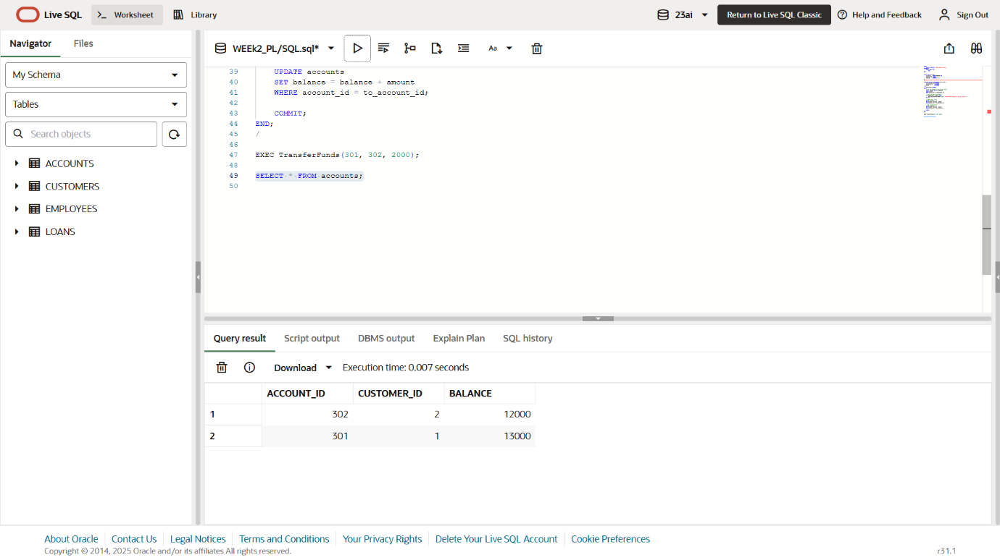 Live SQL
Worksheet
Library
23ai
Return to Live SQL Classic
Help and Feedback
Sign Out
Navigator
Files
My Schema
Tables
Search objects
ACCOUNTS
CUSTOMERS
EMPLOYEES
LOANS
WEEk2_PL/SQL.sql*
Aa
39 UPDATE accounts
40 SET balance = balance + amount
41 WHERE account_id = to_account_id;
42
43 COMMIT;
44 END;
45 /
46
47 EXEC TransferFunds(301, 302, 2000);
48
49 SELECT * FROM accounts;
50
Query result
Script output
DBMS output
Explain Plan
SQL history
Download
Execution time: 0.007 seconds
ACCOUNT_ID CUSTOMER_ID BALANCE
1 302 2 12000
2 301 1 13000
About Oracle
Contact Us
Legal Notices
Terms and Conditions
Your Privacy Rights
Delete Your Live SQL Account
Cookie Preferences
Copyright © 2014, 2025 Oracle and/or its affiliates All rights reserved.
r31.1